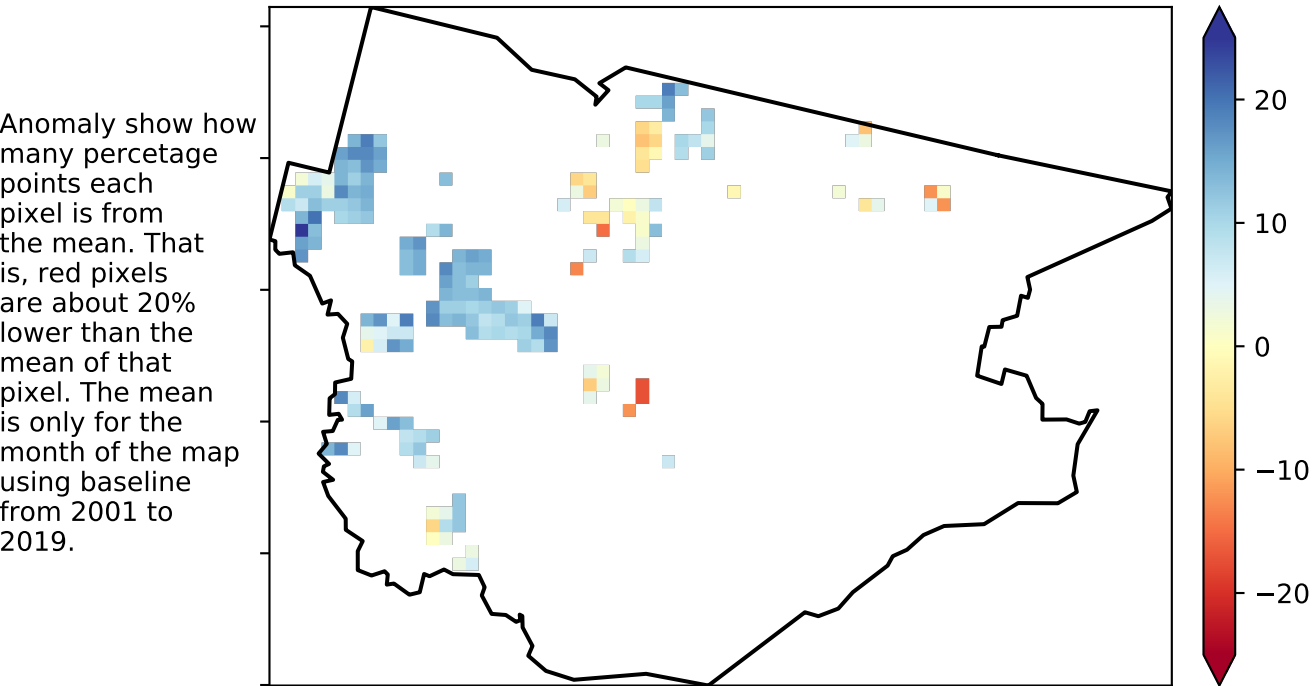 Anomaly show how
many percetage
points each
pixel is from
the mean. That
is, red pixels
are about 20%
lower than the
mean of that
pixel. The mean
is only for the
month of the map
using baseline
from 2001 to
2019.
20
10
0
−10
−20